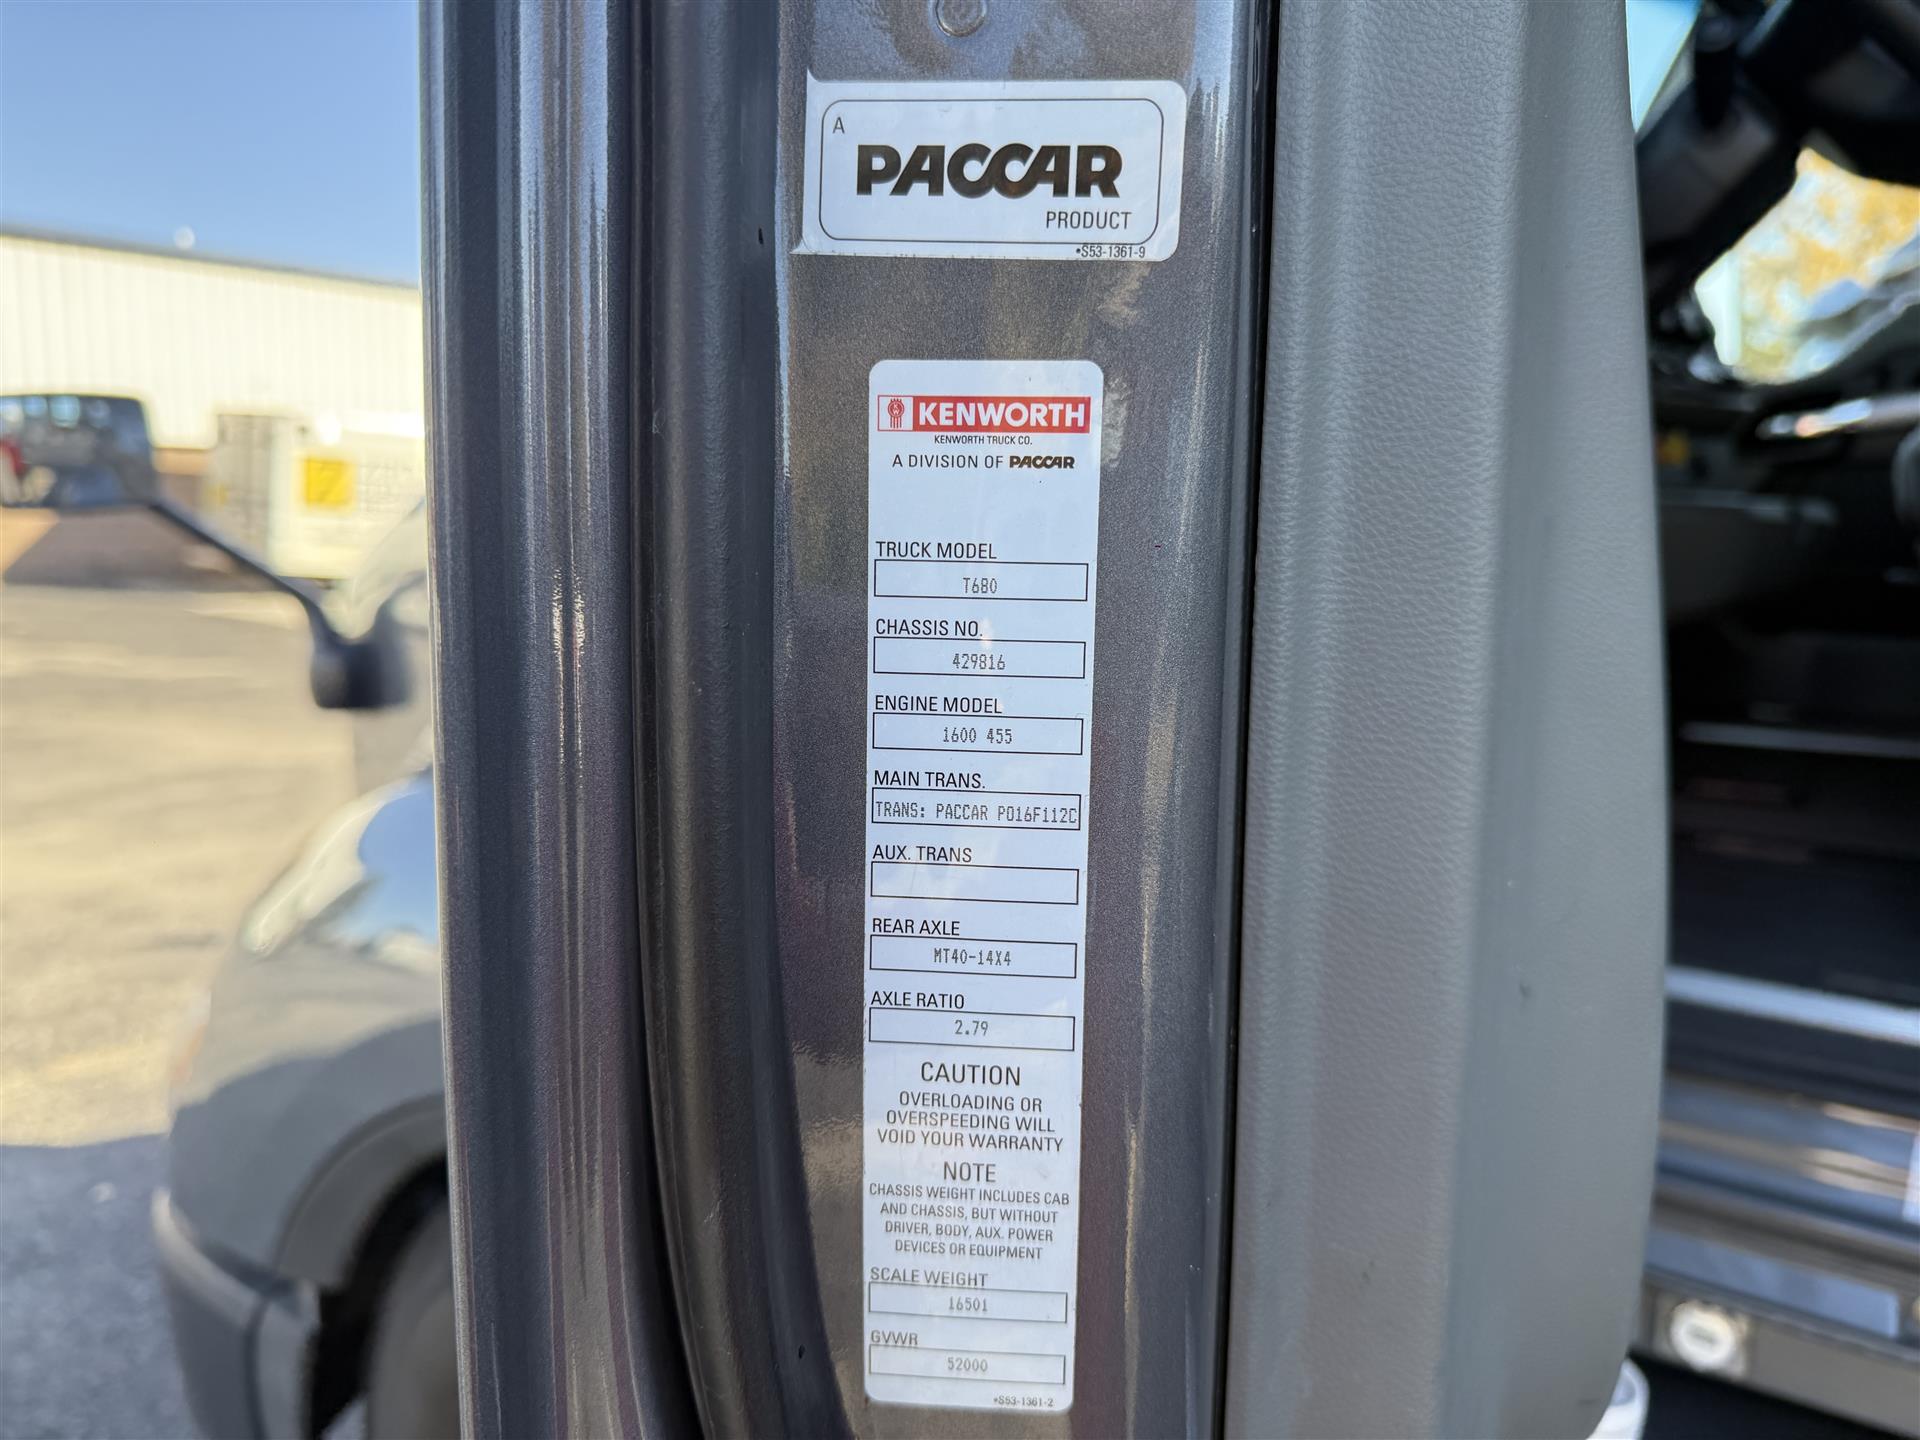 A
PACCAR
PRODUCT
•S53-1361-9
KENWORTH
KENWORTH TRUCK CO.
A DIVISION OF PACCAR
TRUCK MODEL
T680
CHASSIS NO.
429816
ENGINE MODEL
1600 455
MAIN TRANS.
TRANS: PACCAR PO16F112C
AUX. TRANS
REAR AXLE
MT40-14X4
AXLE RATIO
2.79
CAUTION
OVERLOADING OR
OVERSPEEDING WILL
VOID YOUR WARRANTY
NOTE
CHASSIS WEIGHT INCLUDES CAB
AND CHASSIS, BUT WITHOUT
DRIVER, BODY, AUX. POWER
DEVICES OR EQUIPMENT
SCALE WEIGHT
16501
GVWR
52000
•S53-1361-2